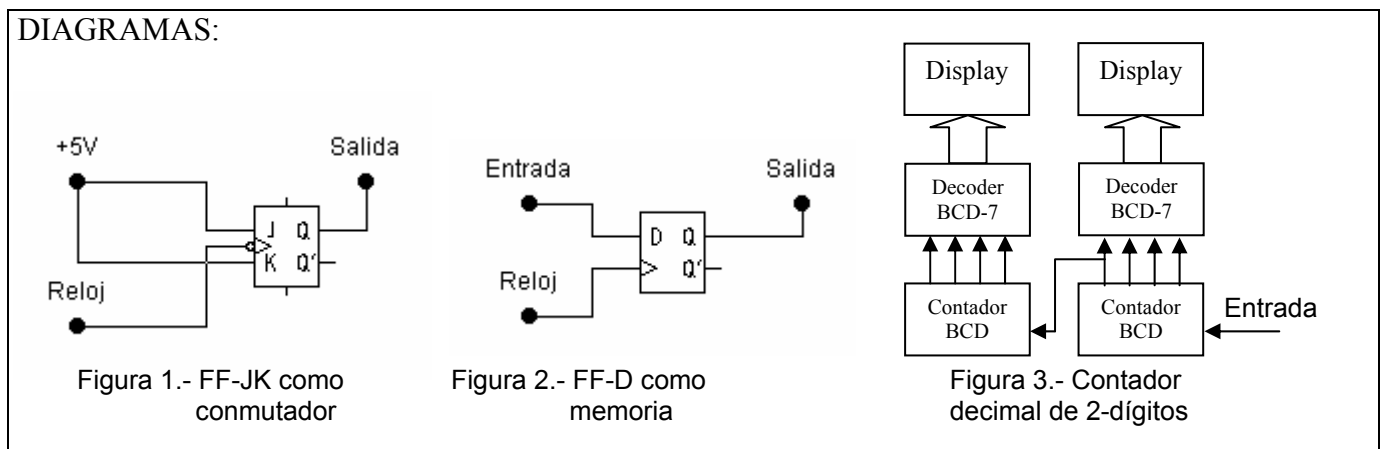 DIAGRAMAS:
+5V
Salida
J Q
K Q'
Reloj
Figura 1.- FF-JK como
conmutador
Entrada
Salida
D Q
Q'
Reloj
Figura 2.- FF-D como
memoria
Display
Display
Decoder
BCD-7
Decoder
BCD-7
Contador
BCD
Contador
BCD
Entrada
Figura 3.- Contador
decimal de 2-dígitos